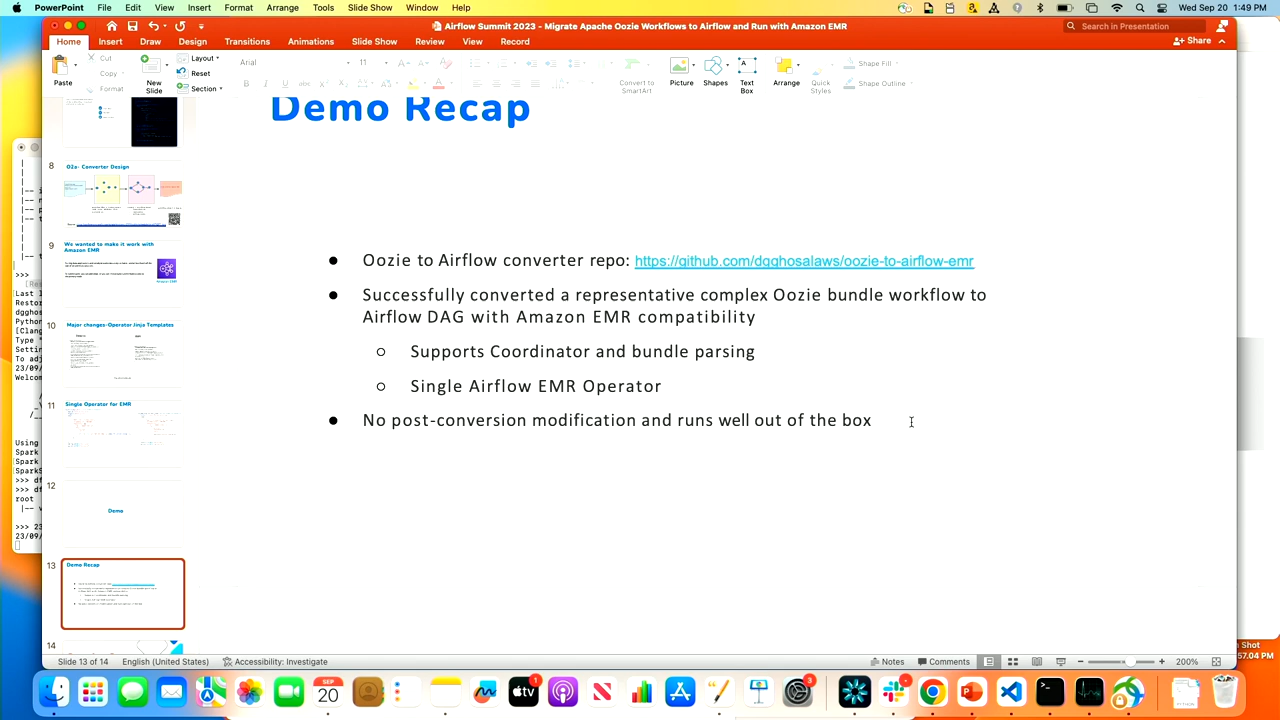 PowerPoint File Edit View Insert Format Arrange Tools Slide Show Window Help Wed Sep 20 1:49 PM
Airflow Summit 2023 - Migrate Apache Oozie Workflows to Airflow and Run with Amazon EMR
Search in Presentation
Home Insert Draw Design Transitions Animations Slide Show Review View Record
Share
Paste
Cut
Copy
Format
New Slide
Layout
Reset
Section
Arial
11
Convert to SmartArt
Picture
Shapes
Text Box
Arrange
Quick Styles
Shape Fill
Shape Outline
Demo Recap
● Oozie to Airflow converter repo: https://github.com/dgghosalaws/oozie-to-airflow-emr
● Successfully converted a representative complex Oozie bundle workflow to
Airflow DAG with Amazon EMR compatibility
○ Supports Coordinator and bundle parsing
○ Single Airflow EMR Operator
● No post-conversion modification and runs well out of the box
8
O2a- Converter Design
9
We wanted to make it work with
Amazon EMR
10
Major changes-Operator Jinja Templates
11
Single Operator for EMR
12
Demo
13
Demo Recap
14
Slide 13 of 14 English (United States) Accessibility: Investigate
Notes Comments
200%
SEP
20